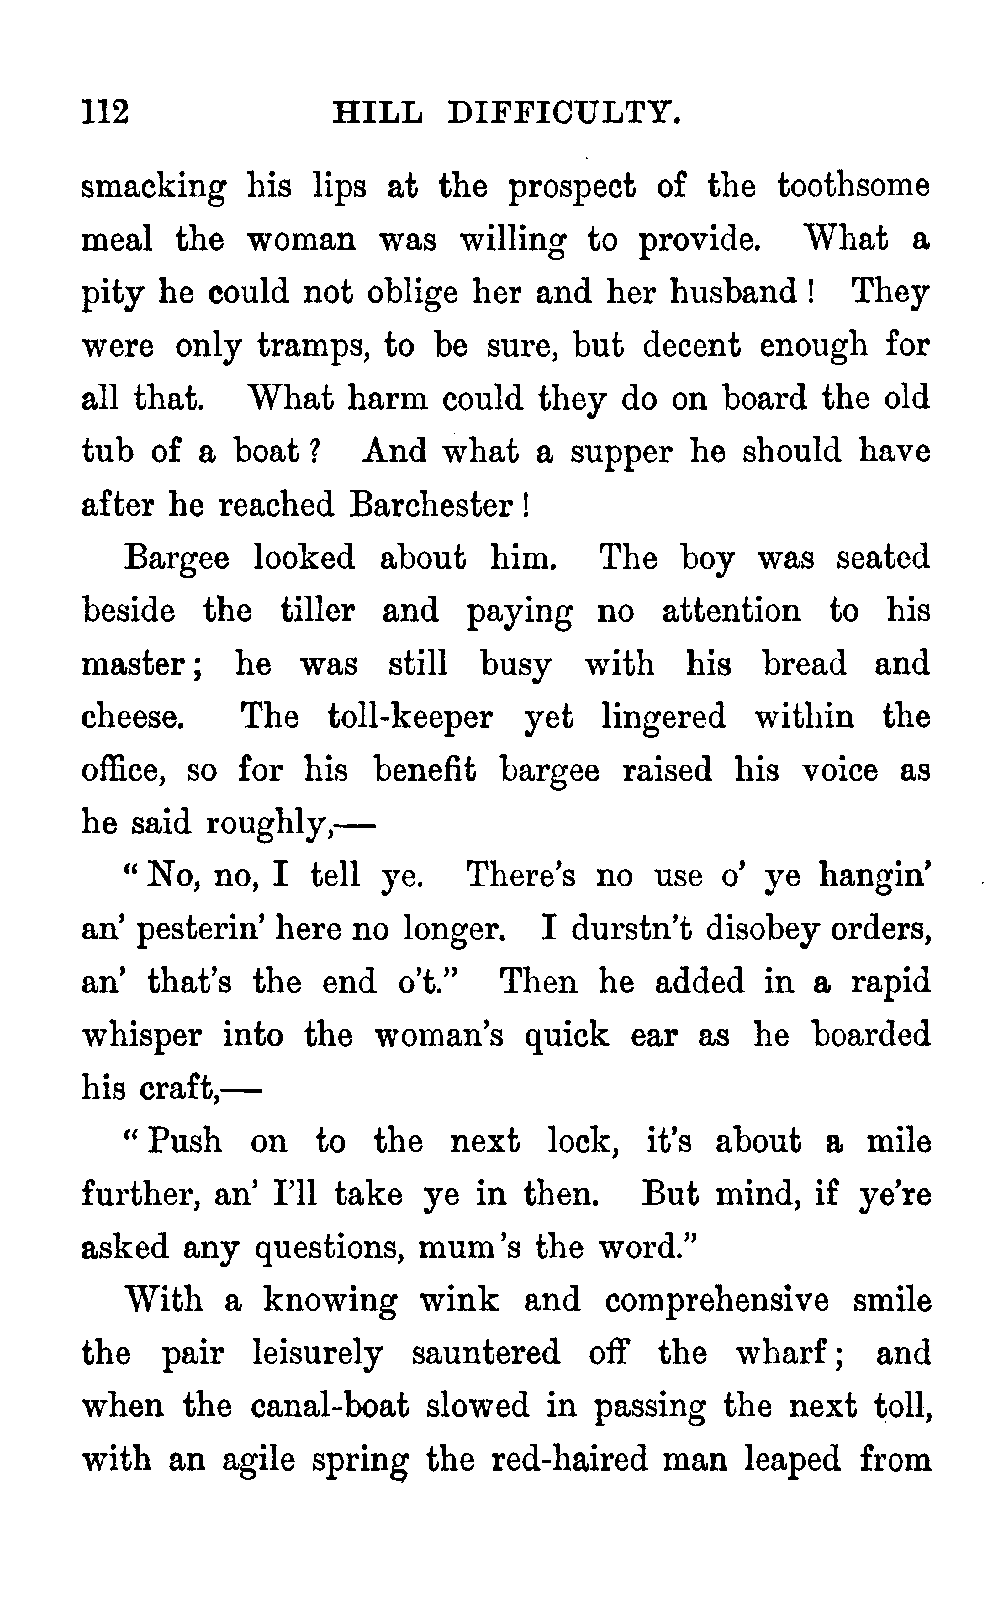 112 HILL DIFFICULTY.
smacking his lips at the prospect of the toothsome
meal the woman was willing to provide. What a
pity he could not oblige her and her husband ! They
were only tramps, to be sure, but decent enough for
all that. What harm could they do on board the old
tub of a boat ? And what a supper he should have
after he reached Barchester !
Bargee looked about him. The boy was seated
beside the tiller and paying no attention to his
master ; he was still busy with his bread and
cheese. The toll-keeper yet lingered within the
office, so for his benefit bargee raised his voice as
he said roughly,—
“ No, no, I tell ye. There’s no use o’ ye hangin’
an’ pesterin’ here no longer. I durstn’t disobey orders,
an’ that’s the end o’t.” Then he added in a rapid
whisper into the woman’s quick ear as he boarded
his craft,—
“ Push on to the next lock, it’s about a mile
further, an’ I’ll take ye in then. But mind, if ye’re
asked any questions, mum’s the word.”
With a knowing wink and comprehensive smile
the pair leisurely sauntered off the wharf ; and
when the canal-boat slowed in passing the next toll,
with an agile spring the red-haired man leaped from